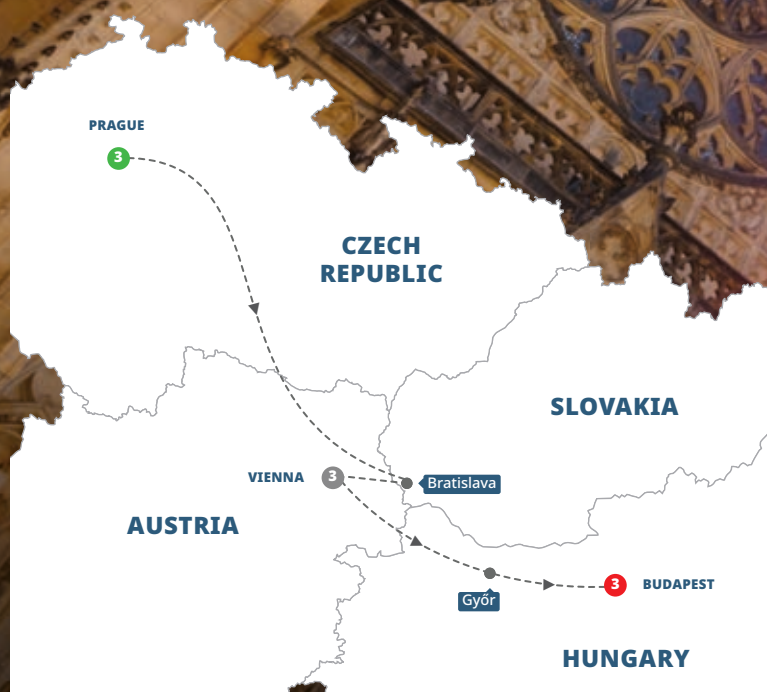 PRAGUE
3
CZECH
REPUBLIC
SLOVAKIA
VIENNA
3
Bratislava
AUSTRIA
Győr
3
BUDAPEST
HUNGARY